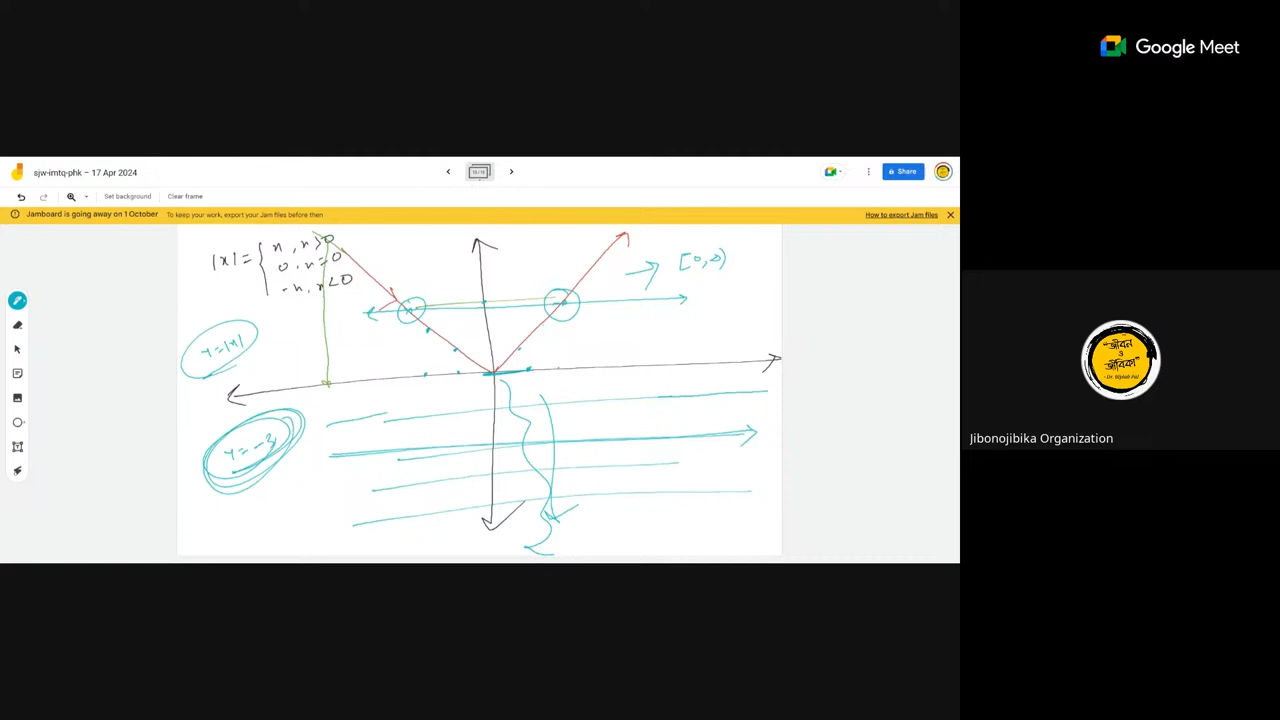 Google Meet
sjw-imtq-phk – 17 Apr 2024
Share
Set background
Clear frame
Jamboard is going away on 1 October
To keep your work, export your Jam files before then
How to export Jam files
|x| = { x, x>0
0, x=0
-x, x<0
[0, ∞)
Y=|x|
Y = -3
"জীবন
ও
জীবিকা"
Jibonojibika Organization